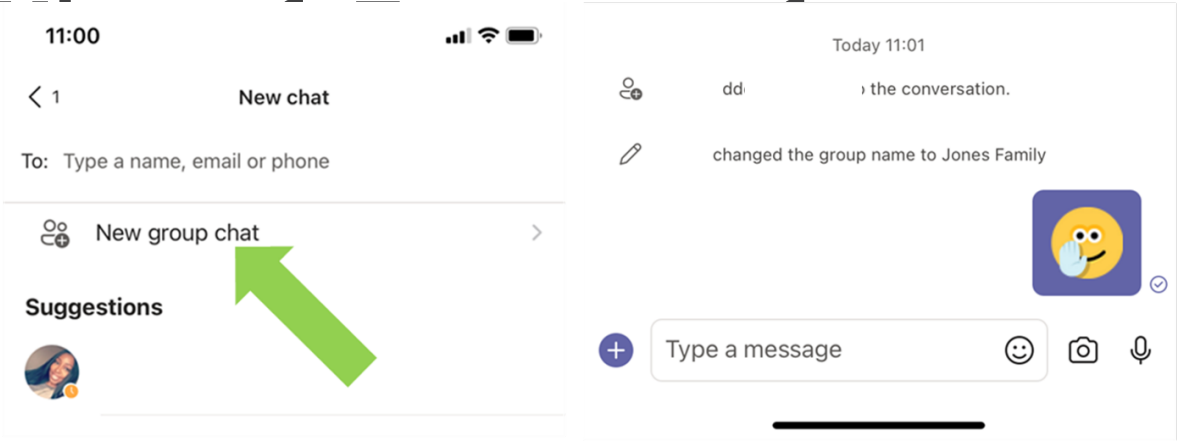 11:00
1
New chat
To: Type a name, email or phone
New group chat
Suggestions
Today 11:01
the conversation.
changed the group name to Jones Family
Type a message